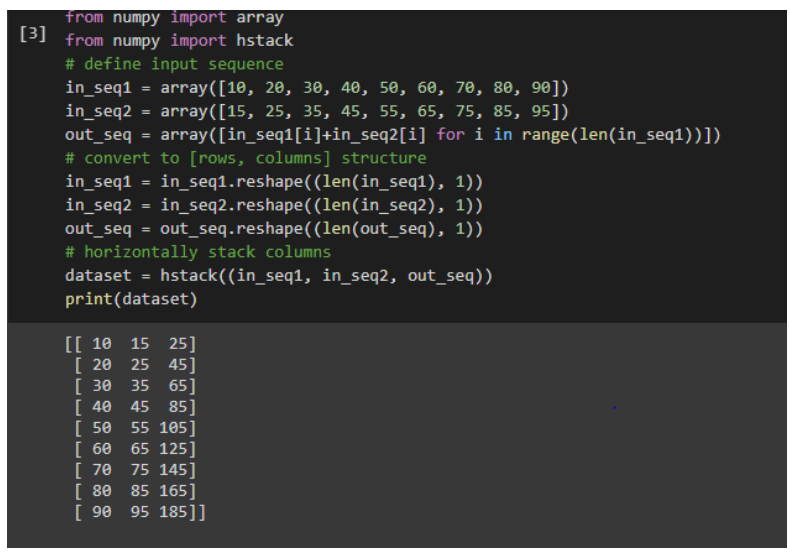 from numpy import array
[3] from numpy import hstack
# define input sequence
in_seq1 = array([10, 20, 30, 40, 50, 60, 70, 80, 90])
in_seq2 = array([15, 25, 35, 45, 55, 65, 75, 85, 95])
out_seq = array([in_seq1[i]+in_seq2[i] for i in range(len(in_seq1))])
# convert to [rows, columns] structure
in_seq1 = in_seq1.reshape((len(in_seq1), 1))
in_seq2 = in_seq2.reshape((len(in_seq2), 1))
out_seq = out_seq.reshape((len(out_seq), 1))
# horizontally stack columns
dataset = hstack((in_seq1, in_seq2, out_seq))
print(dataset)
[[ 10  15  25]
 [ 20  25  45]
 [ 30  35  65]
 [ 40  45  85]
 [ 50  55 105]
 [ 60  65 125]
 [ 70  75 145]
 [ 80  85 165]
 [ 90  95 185]]